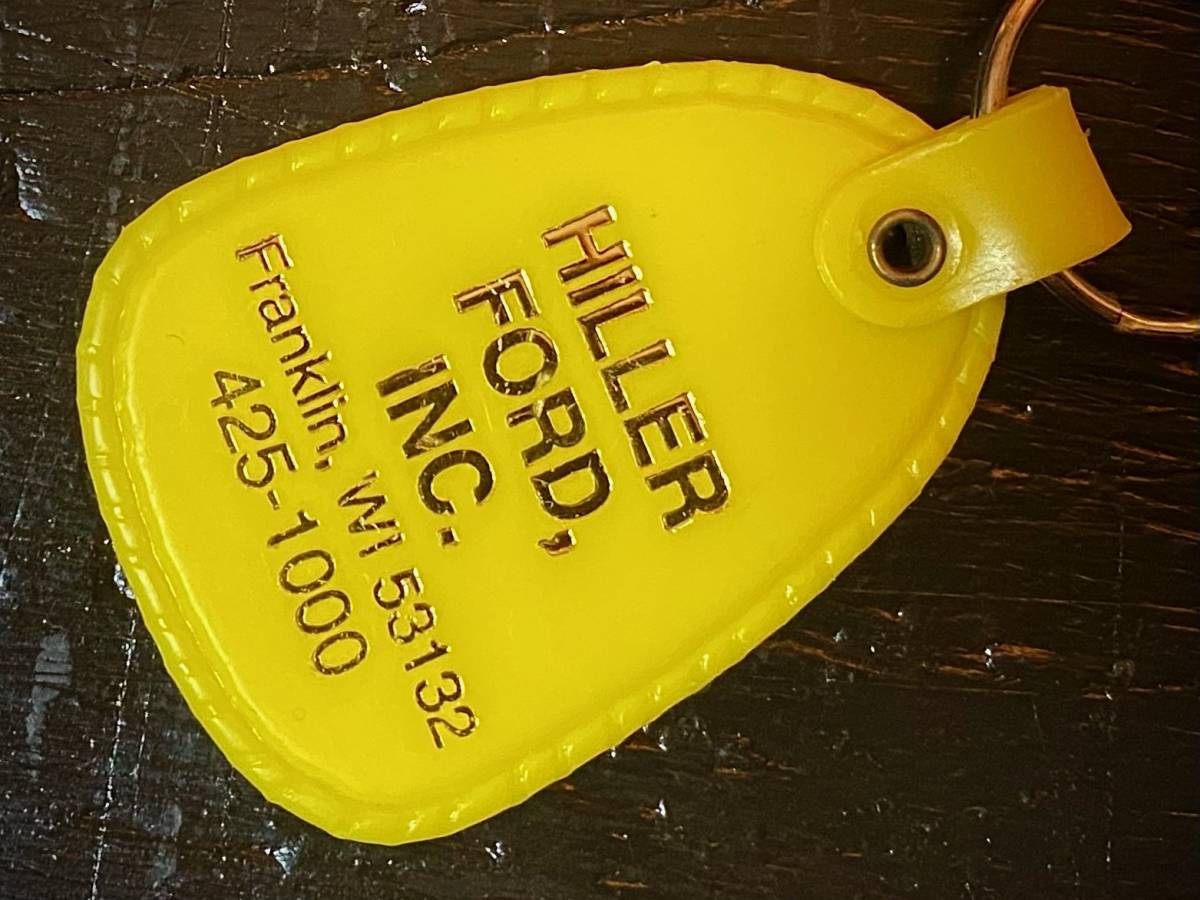 HILLER
FORD,
INC.
Franklin, WI 53132
425-1000